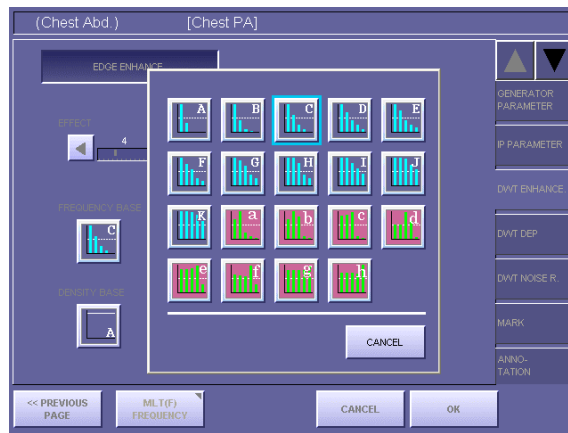 (Chest Abd.) [Chest PA]
EDGE ENHANCE
GENERATOR
PARAMETER
EFFECT
4
IP PARAMETER
DWT ENHANCE.
FREQUENCY BASE
C
DWT DEP
DWT NOISE R.
DENSITY BASE
A
MARK
ANNO-
TATION
A B C D E
F G H I J
K a b c d
e f g h
CANCEL
<< PREVIOUS
PAGE
MLT(F)
FREQUENCY
CANCEL
OK